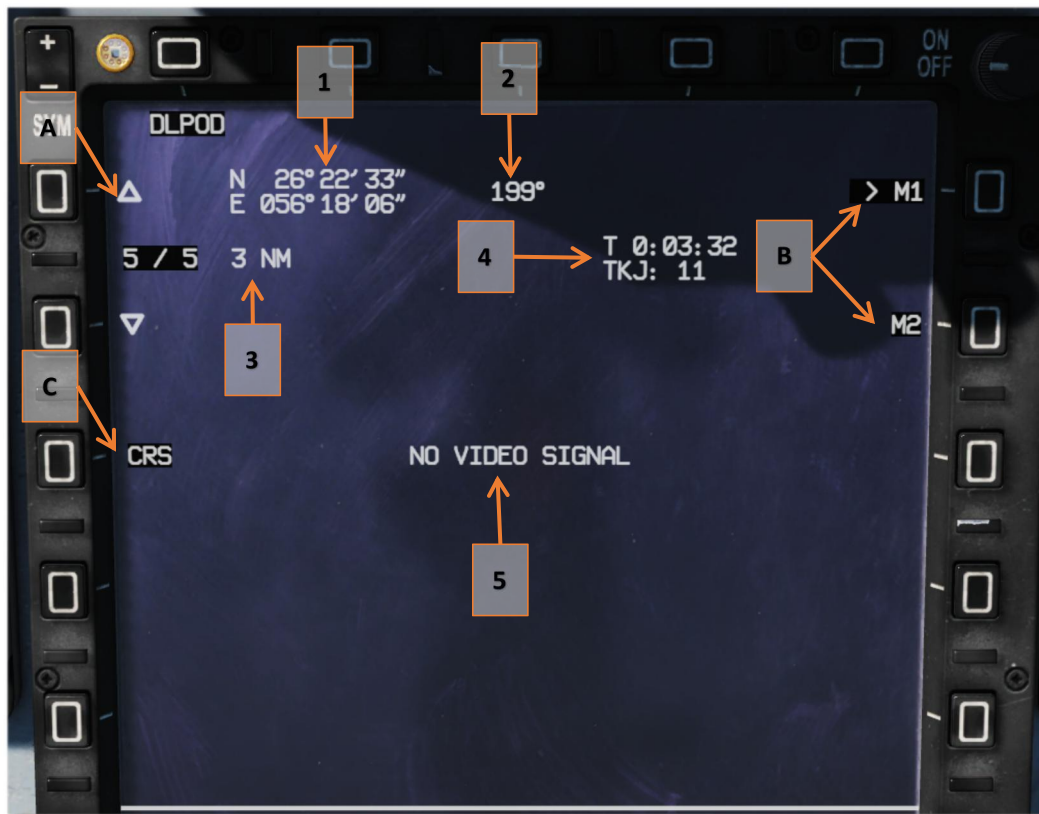 +
ON
OFF
-
1
2
SYM
A
DLPOD
N 26°22′33″
199°
> M1
E 056°18′06″
5 / 5
3 NM
4
T 0:03:32
B
TKJ: 11
M2
3
C
CRS
NO VIDEO SIGNAL
5